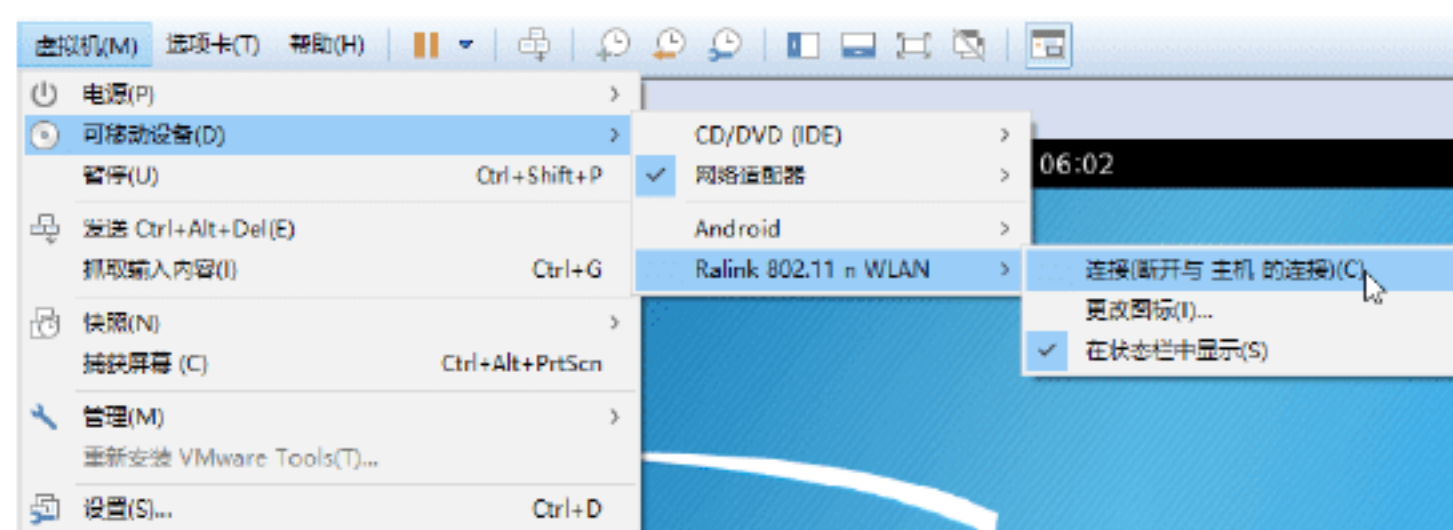 虚拟机(M) 选项卡(T) 帮助(H)
电源(P)
可移动设备(D)
暂停(U) Ctrl+Shift+P
发送 Ctrl+Alt+Del(E)
抓取输入内容(I) Ctrl+G
快照(N)
捕获屏幕 (C) Ctrl+Alt+PrtScn
管理(M)
重新安装 VMware Tools(T)...
设置(S)... Ctrl+D
CD/DVD (IDE)
网络适配器
Android
Ralink 802.11 n WLAN
06:02
连接(断开与 主机 的连接)(C)
更改图标(I)...
在状态栏中显示(S)